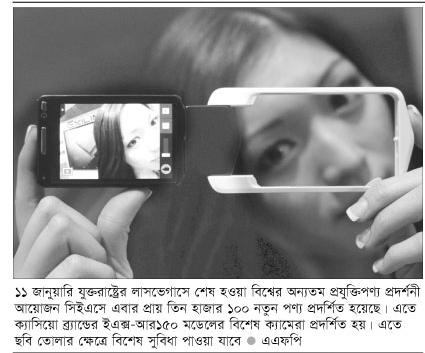 ১১ জানুয়ারি যুক্তরাষ্ট্রের লাসভেগাসে শেষ হওয়া বিশ্বের অন্যতম প্রযুক্তিপণ্য প্রদর্শনী
আয়োজন সিইএসে এবার প্রায় তিন হাজার ১০০ নতুন পণ্য প্রদর্শিত হয়েছে। এতে
ক্যাসিয়ো ব্র্যান্ডের ইএক্স-আর১৫০ মডেলের বিশেষ ক্যামেরা প্রদর্শিত হয়। এতে
ছবি তোলার ক্ষেত্রে বিশেষ সুবিধা পাওয়া যাবে ● এএফপি